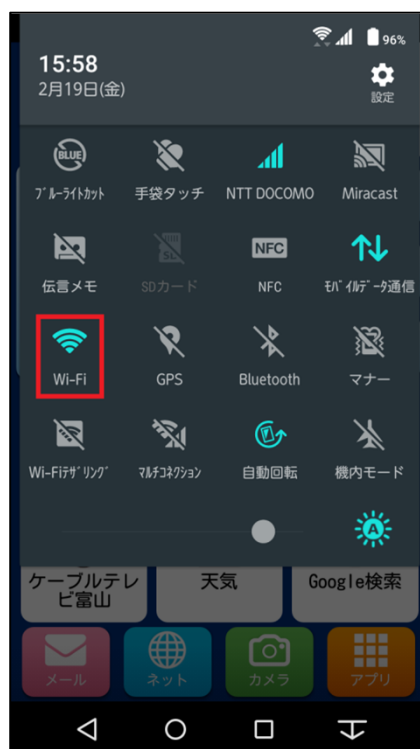 96%
15:58
2月19日(金)
設定
BLUE
ﾌﾞﾙｰﾗｲﾄｶｯﾄ
手袋タッチ
NTT DOCOMO
Miracast
伝言メモ
SD
SDカード
NFC
NFC
ﾓﾊﾞｲﾙﾃﾞｰﾀ通信
Wi-Fi
GPS
Bluetooth
マナー
Wi-Fiﾃｻﾞﾘﾝｸﾞ
ﾏﾙﾁｺﾈｸｼｮﾝ
自動回転
機内モード
A
ケーブルテレ
ビ富山
天気
Google検索
メール
ネット
カメラ
アプリ